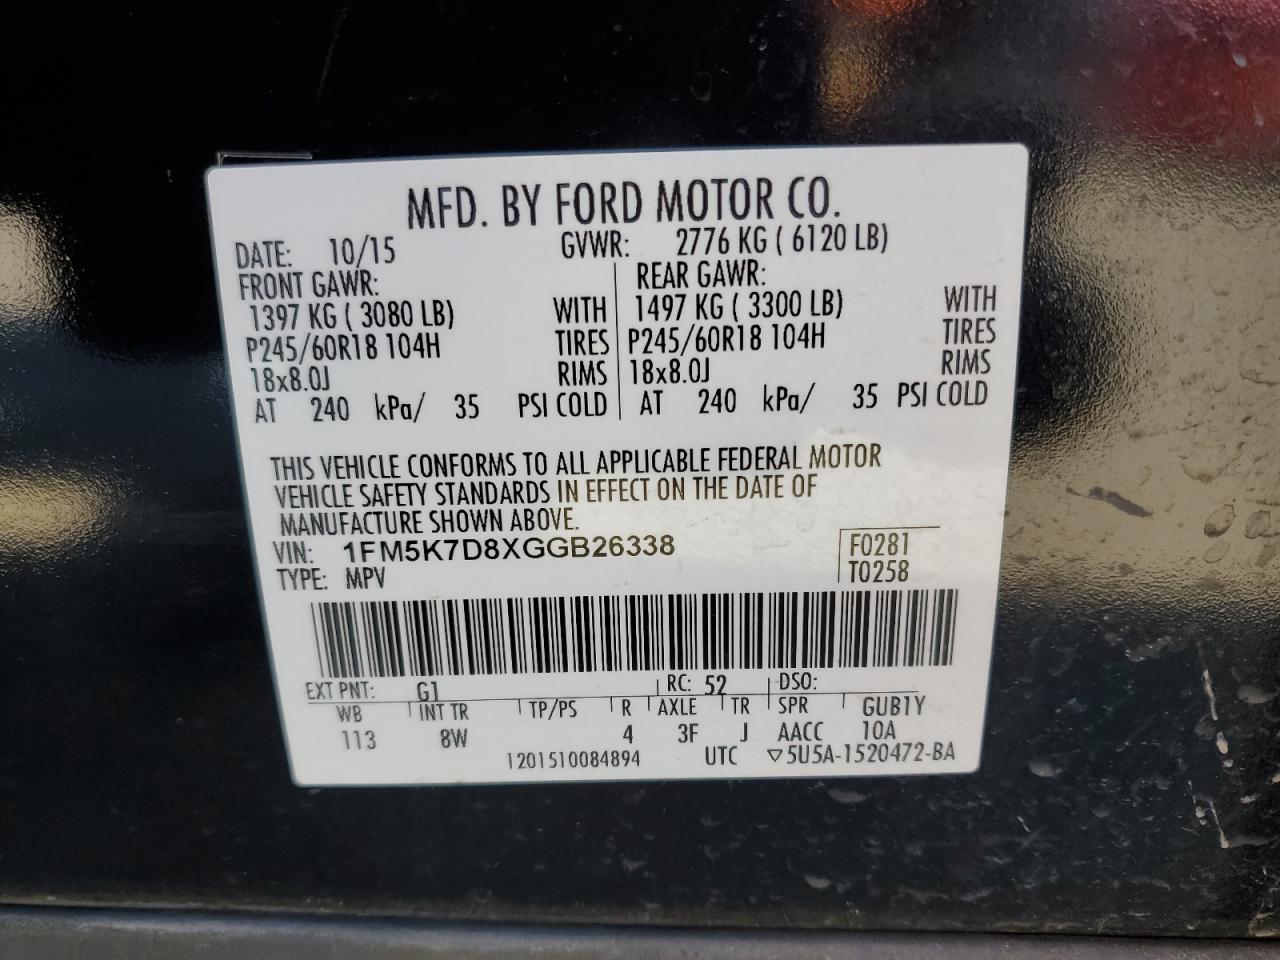 MFD. BY FORD MOTOR CO.
DATE: 10/15 GVWR: 2776 KG ( 6120 LB)
FRONT GAWR: REAR GAWR:
1397 KG ( 3080 LB) WITH 1497 KG ( 3300 LB) WITH
P245/60R18 104H TIRES P245/60R18 104H TIRES
18x8.0J RIMS 18x8.0J RIMS
AT 240 kPa/ 35 PSI COLD AT 240 kPa/ 35 PSI COLD
THIS VEHICLE CONFORMS TO ALL APPLICABLE FEDERAL MOTOR
VEHICLE SAFETY STANDARDS IN EFFECT ON THE DATE OF
MANUFACTURE SHOWN ABOVE.
VIN: 1FM5K7D8XGGB26338 F0281
TYPE: MPV T0258
EXT PNT: G1 RC: 52 DSO:
WB INT TR TP/PS R AXLE TR SPR GUB1Y
113 8W 4 3F J AACC 10A
1201510084894 UTC ▽5U5A-1520472-BA